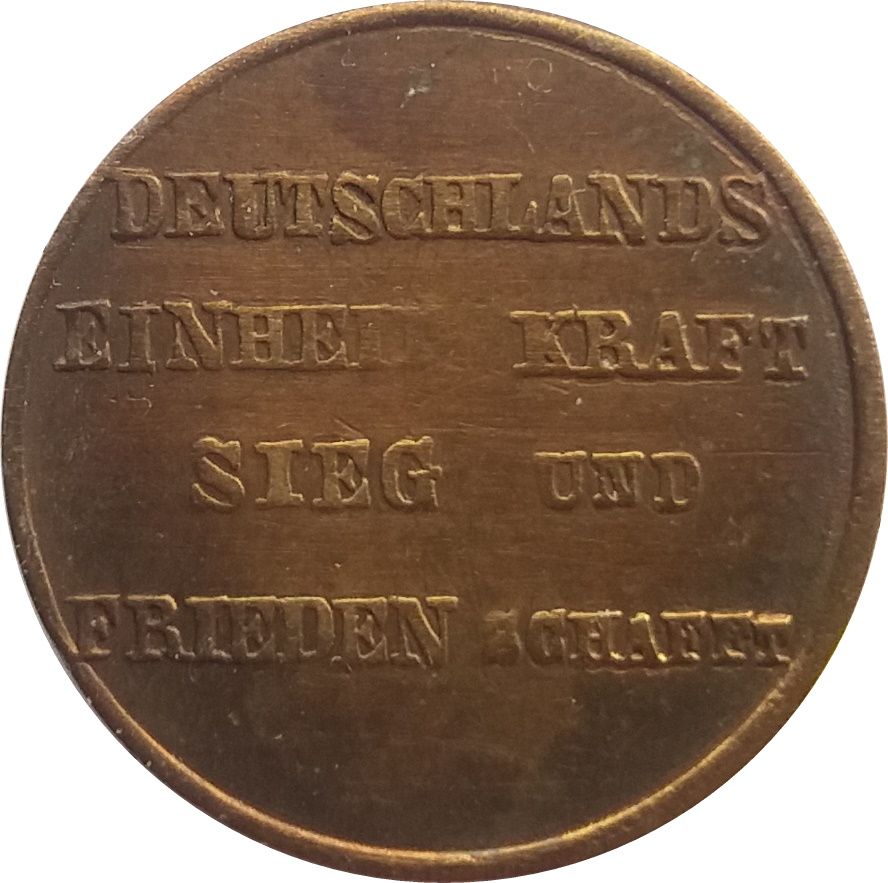 DEUTSCHLANDS
EINHEIT KRAFT
SIEG UND
FRIEDEN SCHAFFT